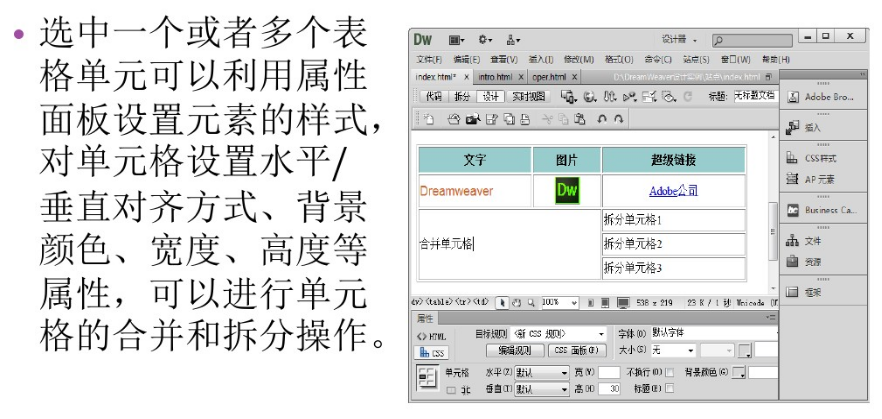 • 选中一个或者多个表
格单元可以利用属性
面板设置元素的样式，
对单元格设置水平/
垂直对齐方式、背景
颜色、宽度、高度等
属性，可以进行单元
格的合并和拆分操作。
Dw 设计器
文件(F) 编辑(E) 查看(V) 插入(I) 修改(M) 格式(O) 命令(C) 站点(S) 窗口(W) 帮助(H)
index.html* x intro.html x oper.html x
代码 拆分 设计 实时视图 标题: 无标题文档
文字 图片 超级链接
Dreamweaver Dw Adobe公司
合并单元格 拆分单元格1
拆分单元格2
拆分单元格3
<table> <tr> <td> 100% 538 x 219 23 K / 1 秒
属性
<> HTML 目标规则 <新 CSS 规则> 字体(O) 默认字体
CSS 编辑规则 CSS 面板(P) 大小(S) 无
单元格 水平(Z) 默认 宽(W) 不换行(O) 背景颜色(G)
垂直(T) 默认 高(H) 30 标题(E)
Adobe Bro...
插入
CSS样式
AP 元素
Business Ca...
文件
资源
框架